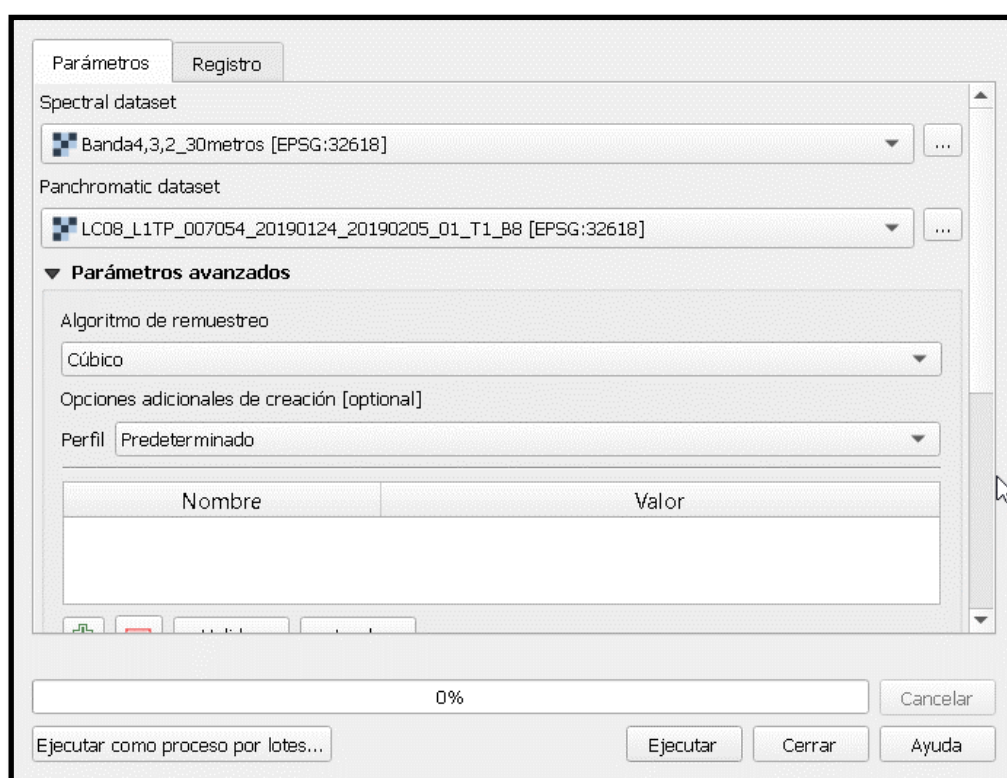 Parámetros Registro
Spectral dataset
Banda4,3,2_30metros [EPSG:32618] ...
Panchromatic dataset
LC08_L1TP_007054_20190124_20190205_01_T1_B8 [EPSG:32618] ...
Parámetros avanzados
Algoritmo de remuestreo
Cúbico
Opciones adicionales de creación [optional]
Perfil Predeterminado
Nombre Valor
0% Cancelar
Ejecutar como proceso por lotes... Ejecutar Cerrar Ayuda